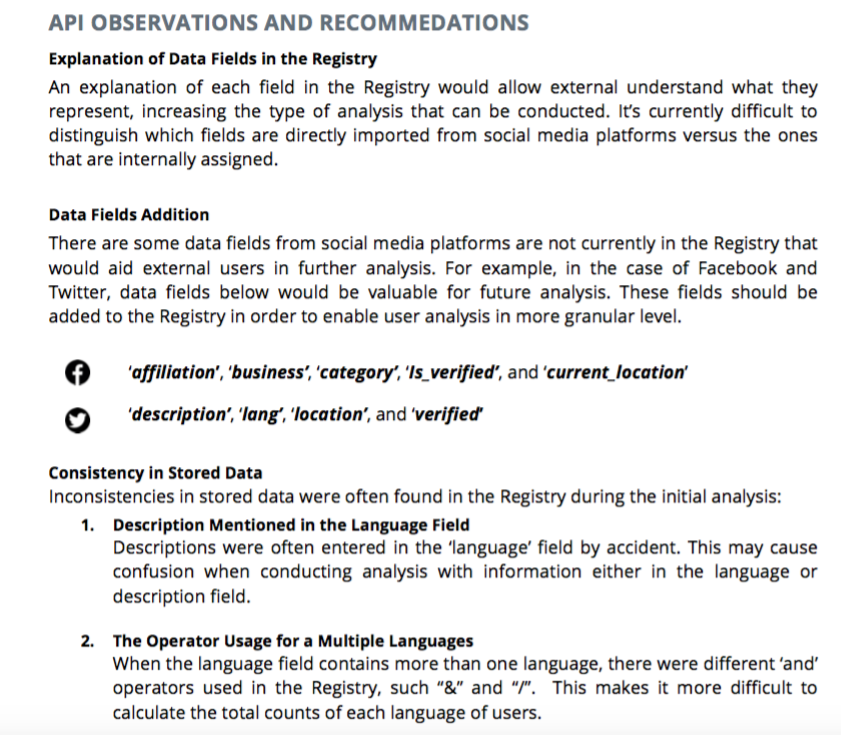 API OBSERVATIONS AND RECOMMEDATIONS
Explanation of Data Fields in the Registry
An explanation of each field in the Registry would allow external understand what they
represent, increasing the type of analysis that can be conducted. It's currently difficult to
distinguish which fields are directly imported from social media platforms versus the ones
that are internally assigned.
Data Fields Addition
There are some data fields from social media platforms are not currently in the Registry that
would aid external users in further analysis. For example, in the case of Facebook and
Twitter, data fields below would be valuable for future analysis. These fields should be
added to the Registry in order to enable user analysis in more granular level.
'affiliation', 'business', 'category', 'Is_verified', and 'current_location'
'description', 'lang', 'location', and 'verified'
Consistency in Stored Data
Inconsistencies in stored data were often found in the Registry during the initial analysis:
1. Description Mentioned in the Language Field
Descriptions were often entered in the 'language' field by accident. This may cause
confusion when conducting analysis with information either in the language or
description field.
2. The Operator Usage for a Multiple Languages
When the language field contains more than one language, there were different 'and'
operators used in the Registry, such "&" and "/". This makes it more difficult to
calculate the total counts of each language of users.